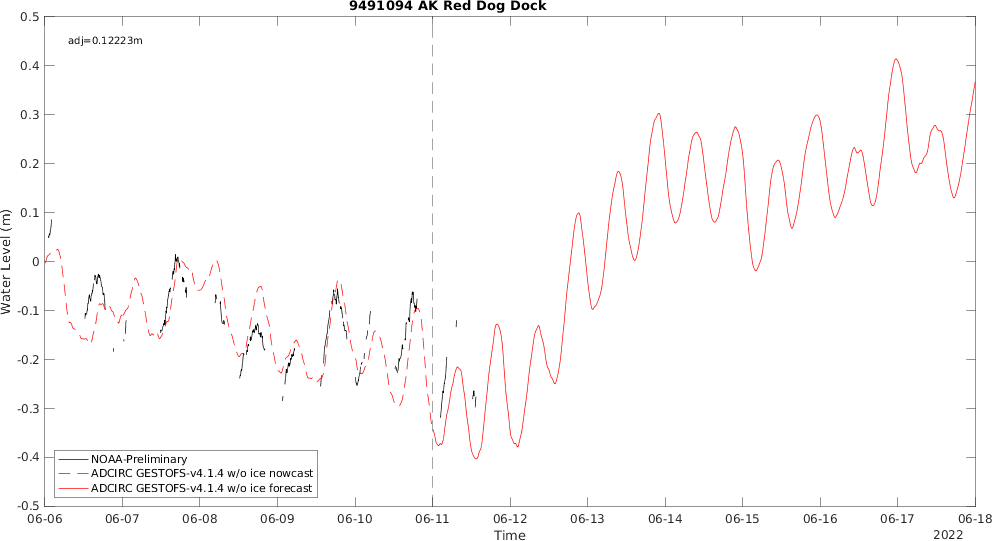 9491094 AK Red Dog Dock
adj=0.12223m
0.5
0.4
0.3
0.2
0.1
0
-0.1
-0.2
-0.3
-0.4
-0.5
Water Level (m)
NOAA-Preliminary
ADCIRC GESTOFS-v4.1.4 w/o ice nowcast
ADCIRC GESTOFS-v4.1.4 w/o ice forecast
06-06 06-07 06-08 06-09 06-10 06-11 06-12 06-13 06-14 06-15 06-16 06-17 06-18
Time
2022